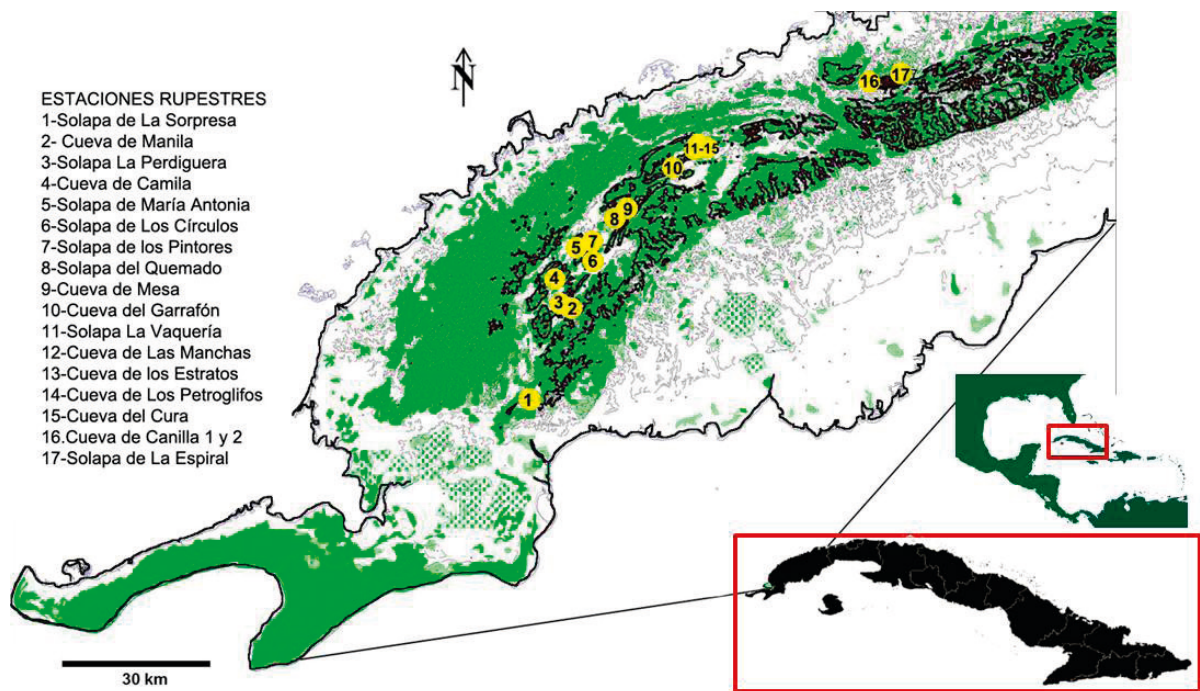 ESTACIONES RUPESTRES
1-Solapa de La Sorpresa
2- Cueva de Manila
3-Solapa La Perdiguera
4-Cueva de Camila
5-Solapa de María Antonia
6-Solapa de Los Círculos
7-Solapa de los Pintores
8-Solapa del Quemado
9-Cueva de Mesa
10-Cueva del Garrafón
11-Solapa La Vaquería
12-Cueva de Las Manchas
13-Cueva de los Estratos
14-Cueva de Los Petroglifos
15-Cueva del Cura
16.Cueva de Canilla 1 y 2
17-Solapa de La Espiral
N
16
17
11-15
10
9
8
7
5
6
4
3
2
1
30 km